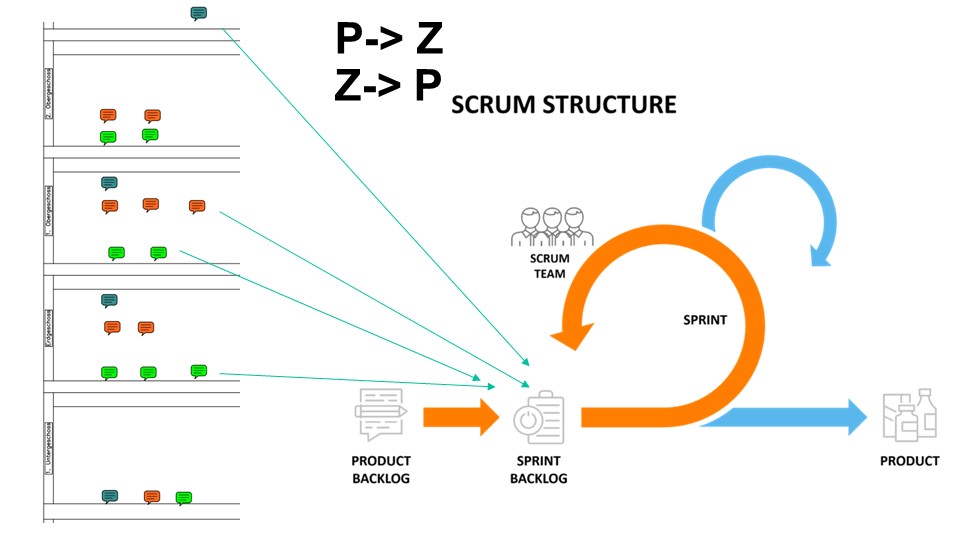 P-> Z
Z-> P
SCRUM STRUCTURE
2. Obergeschoss
1. Obergeschoss
Erdgeschoss
1. Untergeschoss
SCRUM
TEAM
SPRINT
PRODUCT
BACKLOG
SPRINT
BACKLOG
PRODUCT